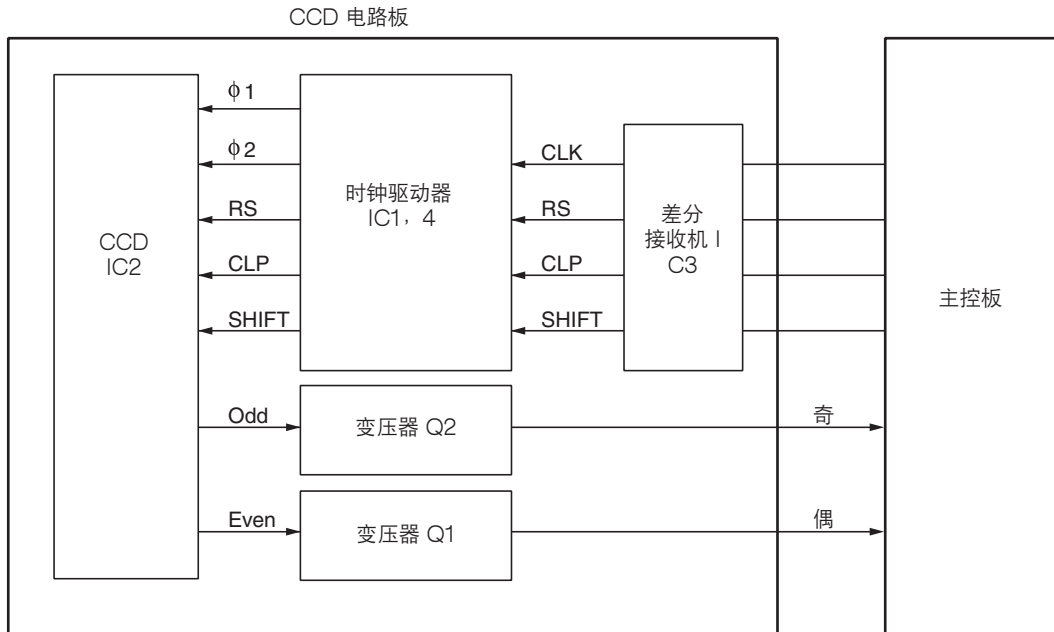 CCD 电路板
ϕ1
ϕ2
RS
CLP
SHIFT
CCD
IC2
时钟驱动器
IC1，4
CLK
RS
CLP
SHIFT
差分
接收机 I
C3
主控板
Odd
变压器 Q2
奇
Even
变压器 Q1
偶